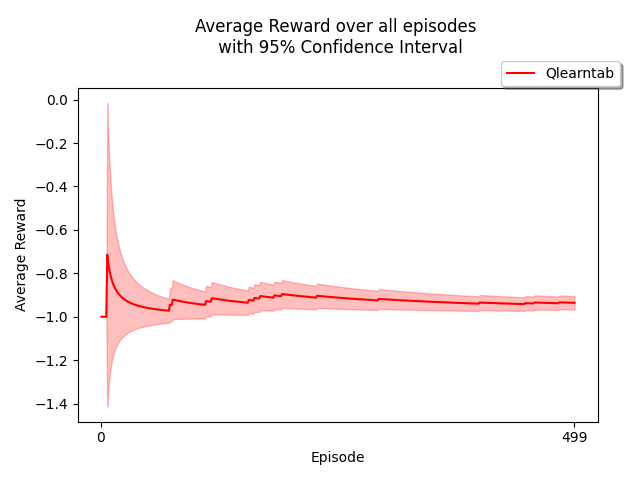 Average Reward over all episodes
with 95% Confidence Interval
Qlearntab
0.0
−0.2
−0.4
−0.6
−0.8
−1.0
−1.2
−1.4
Average Reward
0
499
Episode